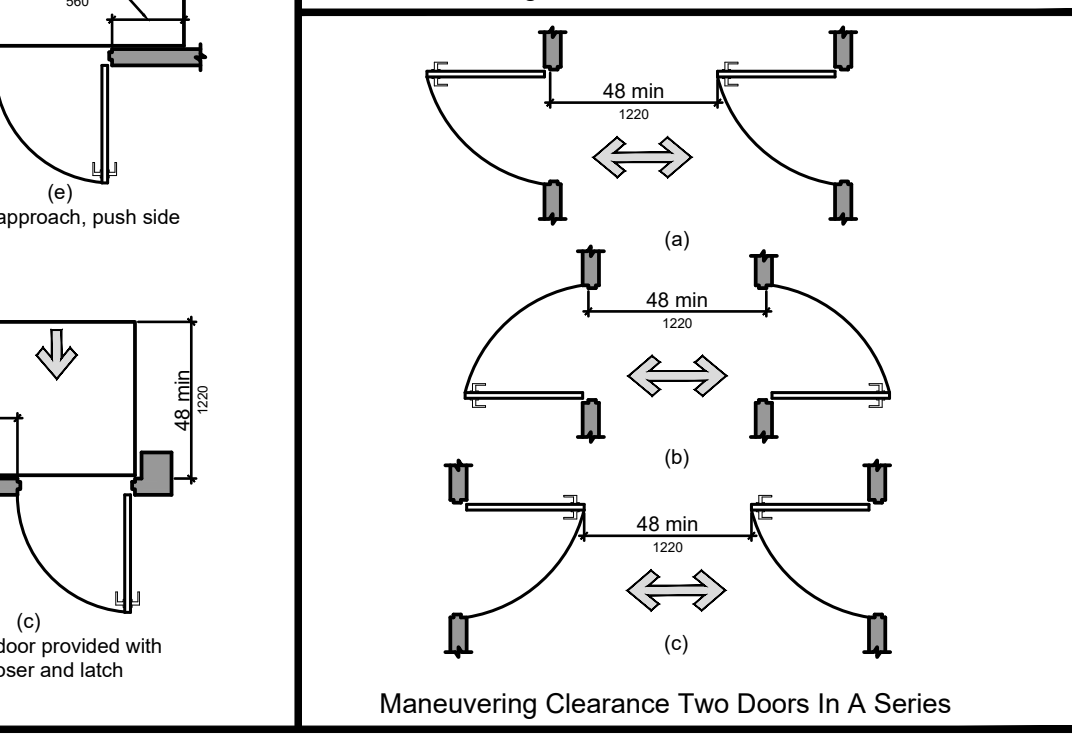 560
(e)
approach, push side
48 min
1220
(c)
door provided with
oser and latch
48 min
1220
(a)
48 min
1220
(b)
48 min
1220
(c)
Maneuvering Clearance Two Doors In A Series